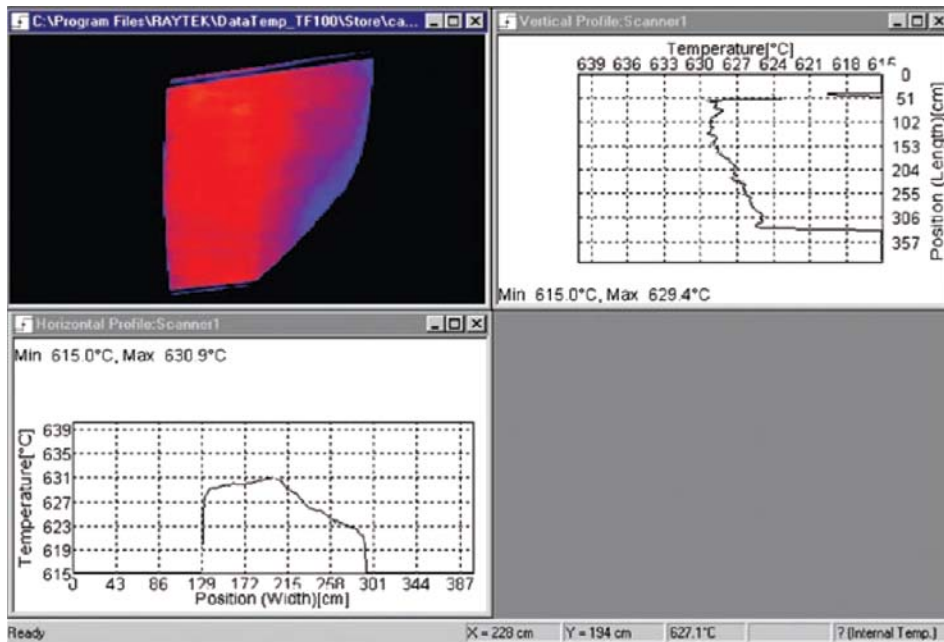 C:\Program Files\RAYTEK\DataTemp_TF100\Store\ca...
Vertical Profile:Scanner1
Temperature[°C]
639 636 633 630 627 624 621 618 615
0
51
102
153
204
255
306
357
Position (Length)[cm]
Min 615.0°C, Max 629.4°C
Horizontal Profile:Scanner1
Min 615.0°C, Max 630.9°C
Temperature[°C]
639
635
631
627
623
619
615
0 43 86 129 172 215 258 301 344 387
Position (Width)[cm]
Ready X = 228 cm Y = 194 cm 627.1°C ? (Internal Temp.)